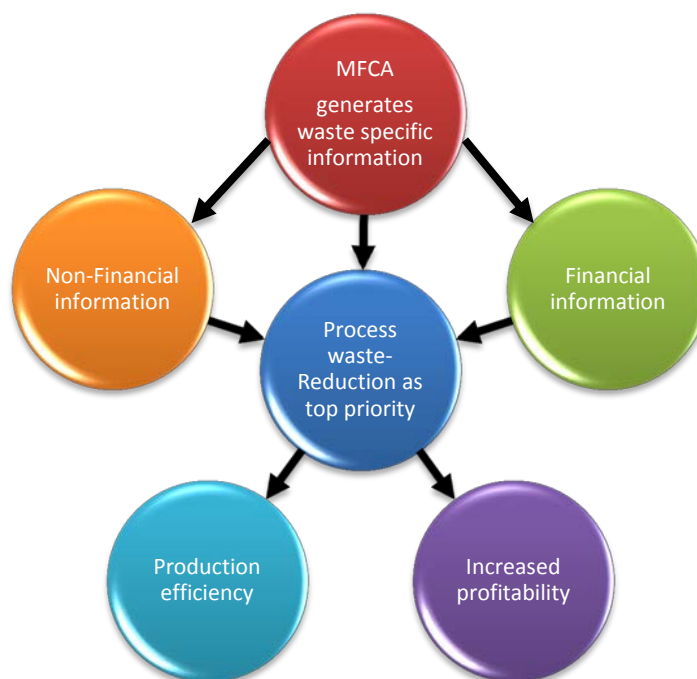 MFCA
generates
waste specific
information
Non-Financial
information
Financial
information
Process
waste-
Reduction as
top priority
Production
efficiency
Increased
profitability